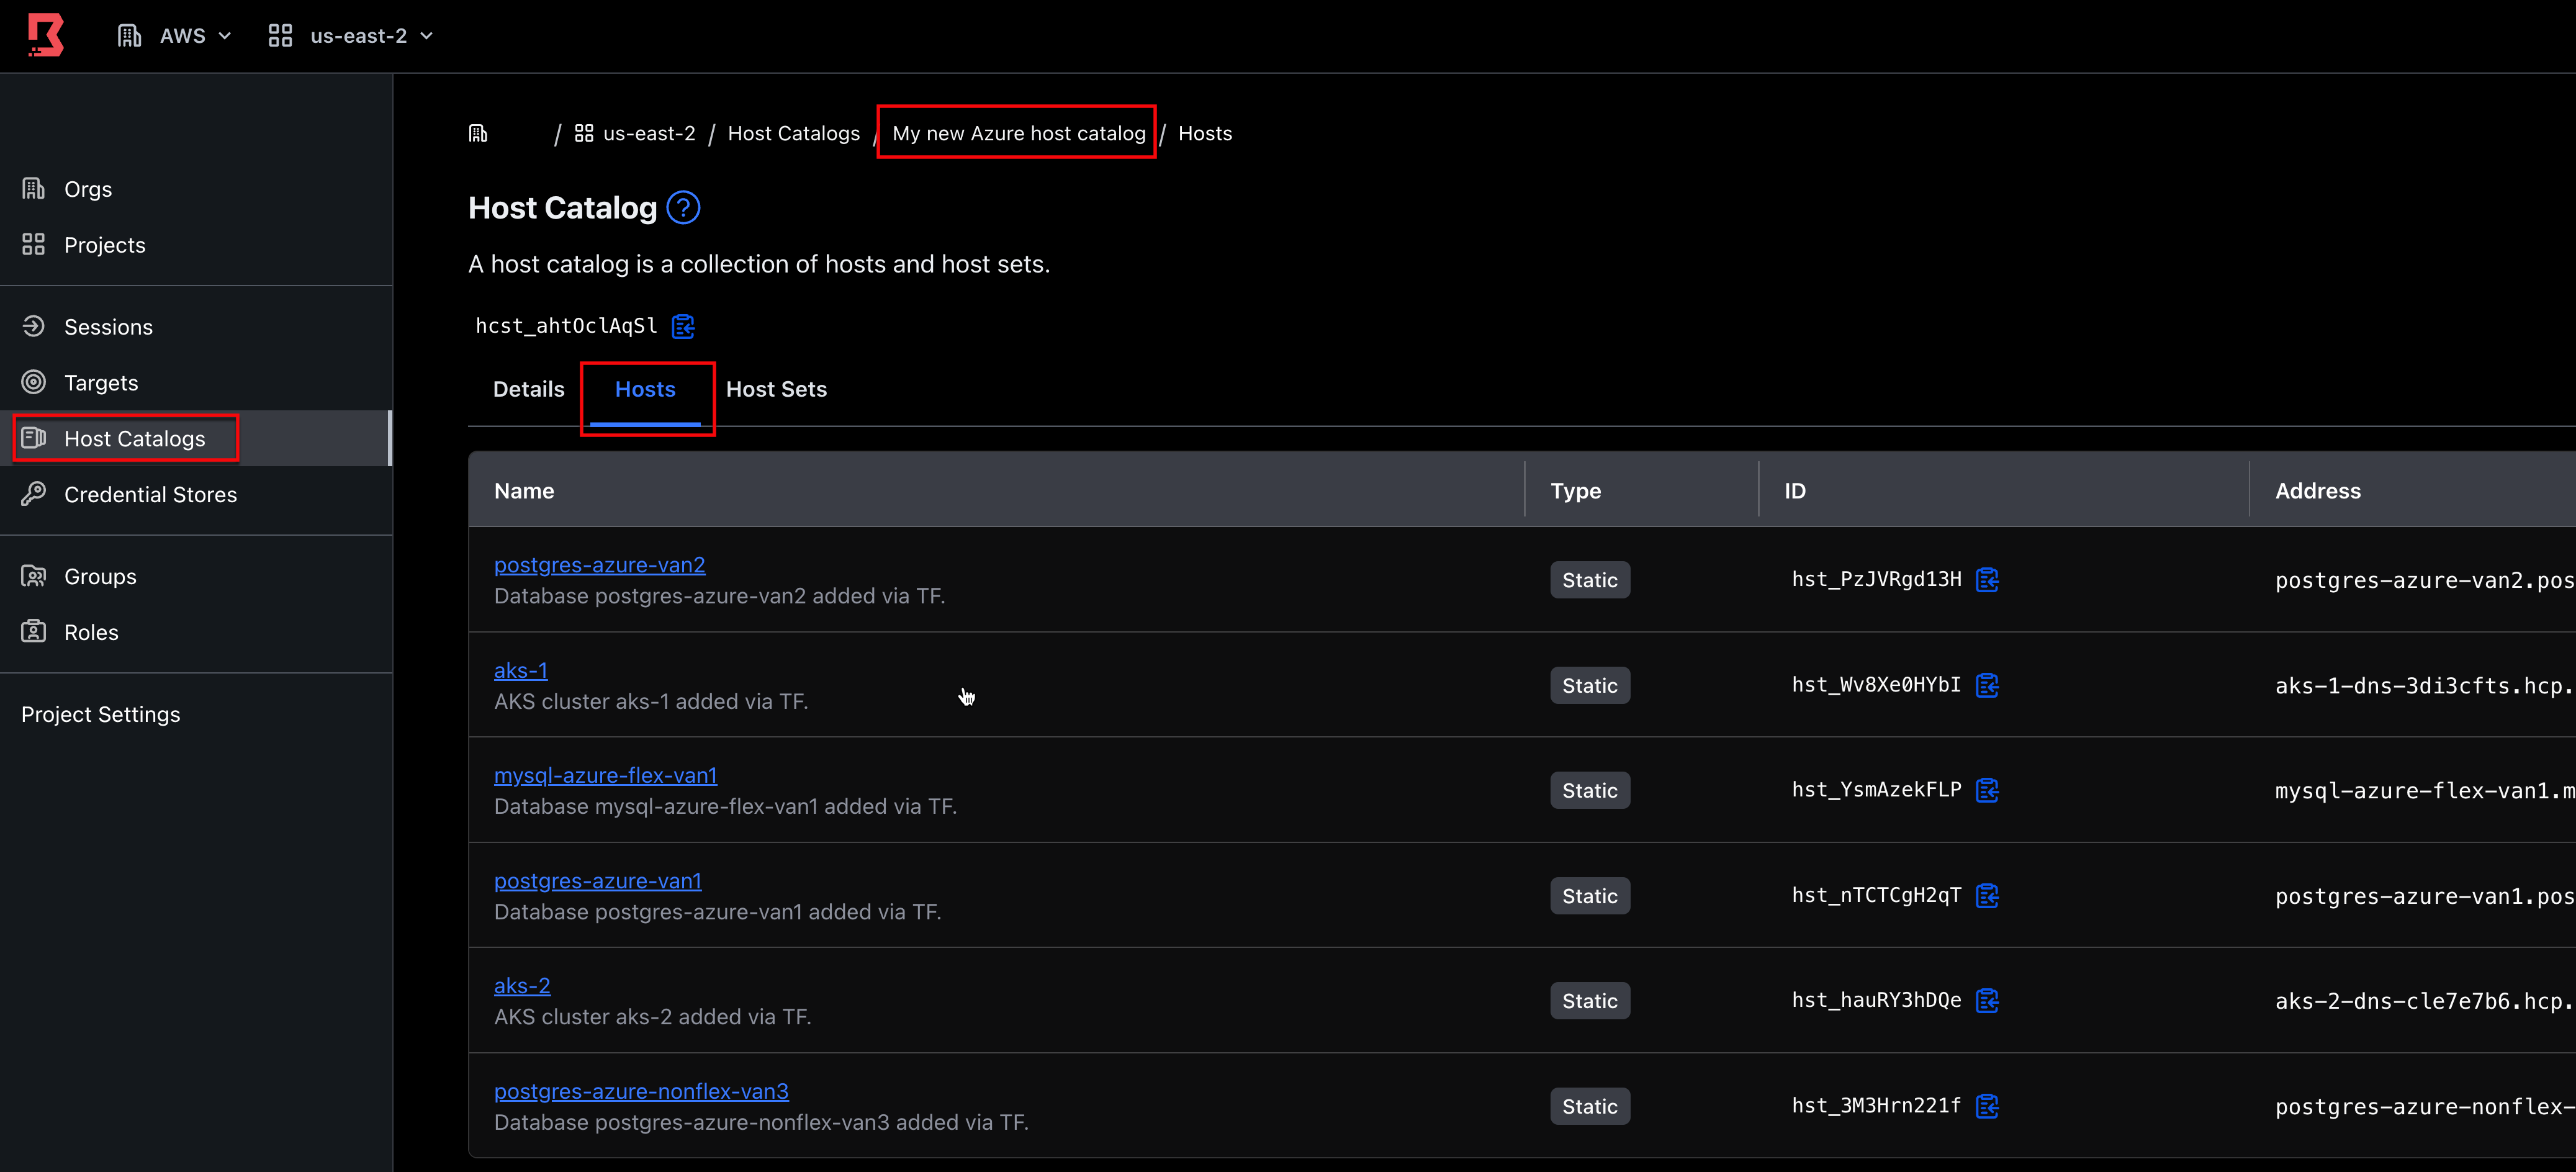 AWS us-east-2
/ us-east-2 / Host Catalogs / My new Azure host catalog / Hosts
Orgs
Projects
Sessions
Targets
Host Catalogs
Credential Stores
Groups
Roles
Project Settings
Host Catalog ?
A host catalog is a collection of hosts and host sets.
hcst_ahtOclAqSl
Details Hosts Host Sets
Name Type ID Address
postgres-azure-van2 Static hst_PzJVRgd13H postgres-azure-van2.pos
Database postgres-azure-van2 added via TF.
aks-1 Static hst_Wv8Xe0HYbI aks-1-dns-3di3cfts.hcp.
AKS cluster aks-1 added via TF.
mysql-azure-flex-van1 Static hst_YsmAzekFLP mysql-azure-flex-van1.m
Database mysql-azure-flex-van1 added via TF.
postgres-azure-van1 Static hst_nTCTCgH2qT postgres-azure-van1.pos
Database postgres-azure-van1 added via TF.
aks-2 Static hst_hauRY3hDQe aks-2-dns-cle7e7b6.hcp.
AKS cluster aks-2 added via TF.
postgres-azure-nonflex-van3 Static hst_3M3Hrn221f postgres-azure-nonflex-
Database postgres-azure-nonflex-van3 added via TF.